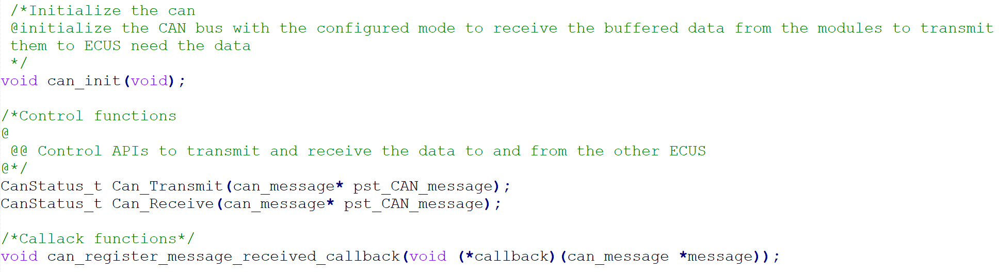 /*Initialize the can
@initialize the CAN bus with the configured mode to receive the buffered data from the modules to transmit
them to ECUS need the data
*/
void can_init(void);
/*Control functions
@
@@ Control APIs to transmit and receive the data to and from the other ECUS
@*/
CanStatus_t Can_Transmit(can_message* pst_CAN_message);
CanStatus_t Can_Receive(can_message* pst_CAN_message);
/*Callack functions*/
void can_register_message_received_callback(void (*callback)(can_message *message));